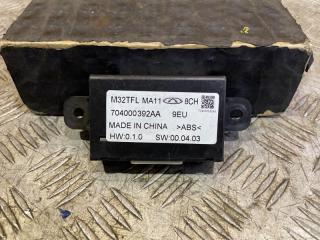 M32TFL MA11 8CH
704000392AA 9EU
MADE IN CHINA >ABS<
HW:0.1.0 SW:00.04.03